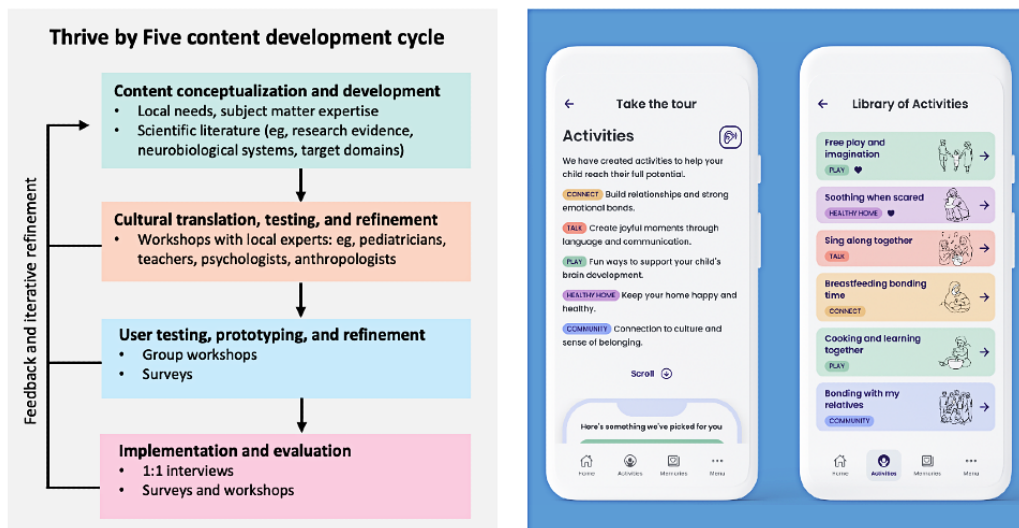 Thrive by Five content development cycle
Content conceptualization and development
• Local needs, subject matter expertise
• Scientific literature (eg, research evidence,
neurobiological systems, target domains)
Cultural translation, testing, and refinement
• Workshops with local experts: eg, pediatricians,
teachers, psychologists, anthropologists
User testing, prototyping, and refinement
• Group workshops
• Surveys
Implementation and evaluation
• 1:1 interviews
• Surveys and workshops
Feedback and iterative refinement
Take the tour
Activities
We have created activities to help your
child reach their full potential.
CONNECT Build relationships and strong
emotional bonds.
TALK Create joyful moments through
language and communication.
PLAY Fun ways to support your child's
brain development.
HEALTHY HOME Keep your home happy and
healthy.
COMMUNITY Connection to culture and
sense of belonging.
Scroll
Here's something we've picked for you
Home Activities Memories Menu
Library of Activities
Free play and
imagination
PLAY
Soothing when scared
HEALTHY HOME
Sing along together
TALK
Breastfeeding bonding
time
CONNECT
Cooking and learning
together
PLAY
Bonding with my
relatives
COMMUNITY
Home Activities Memories Menu